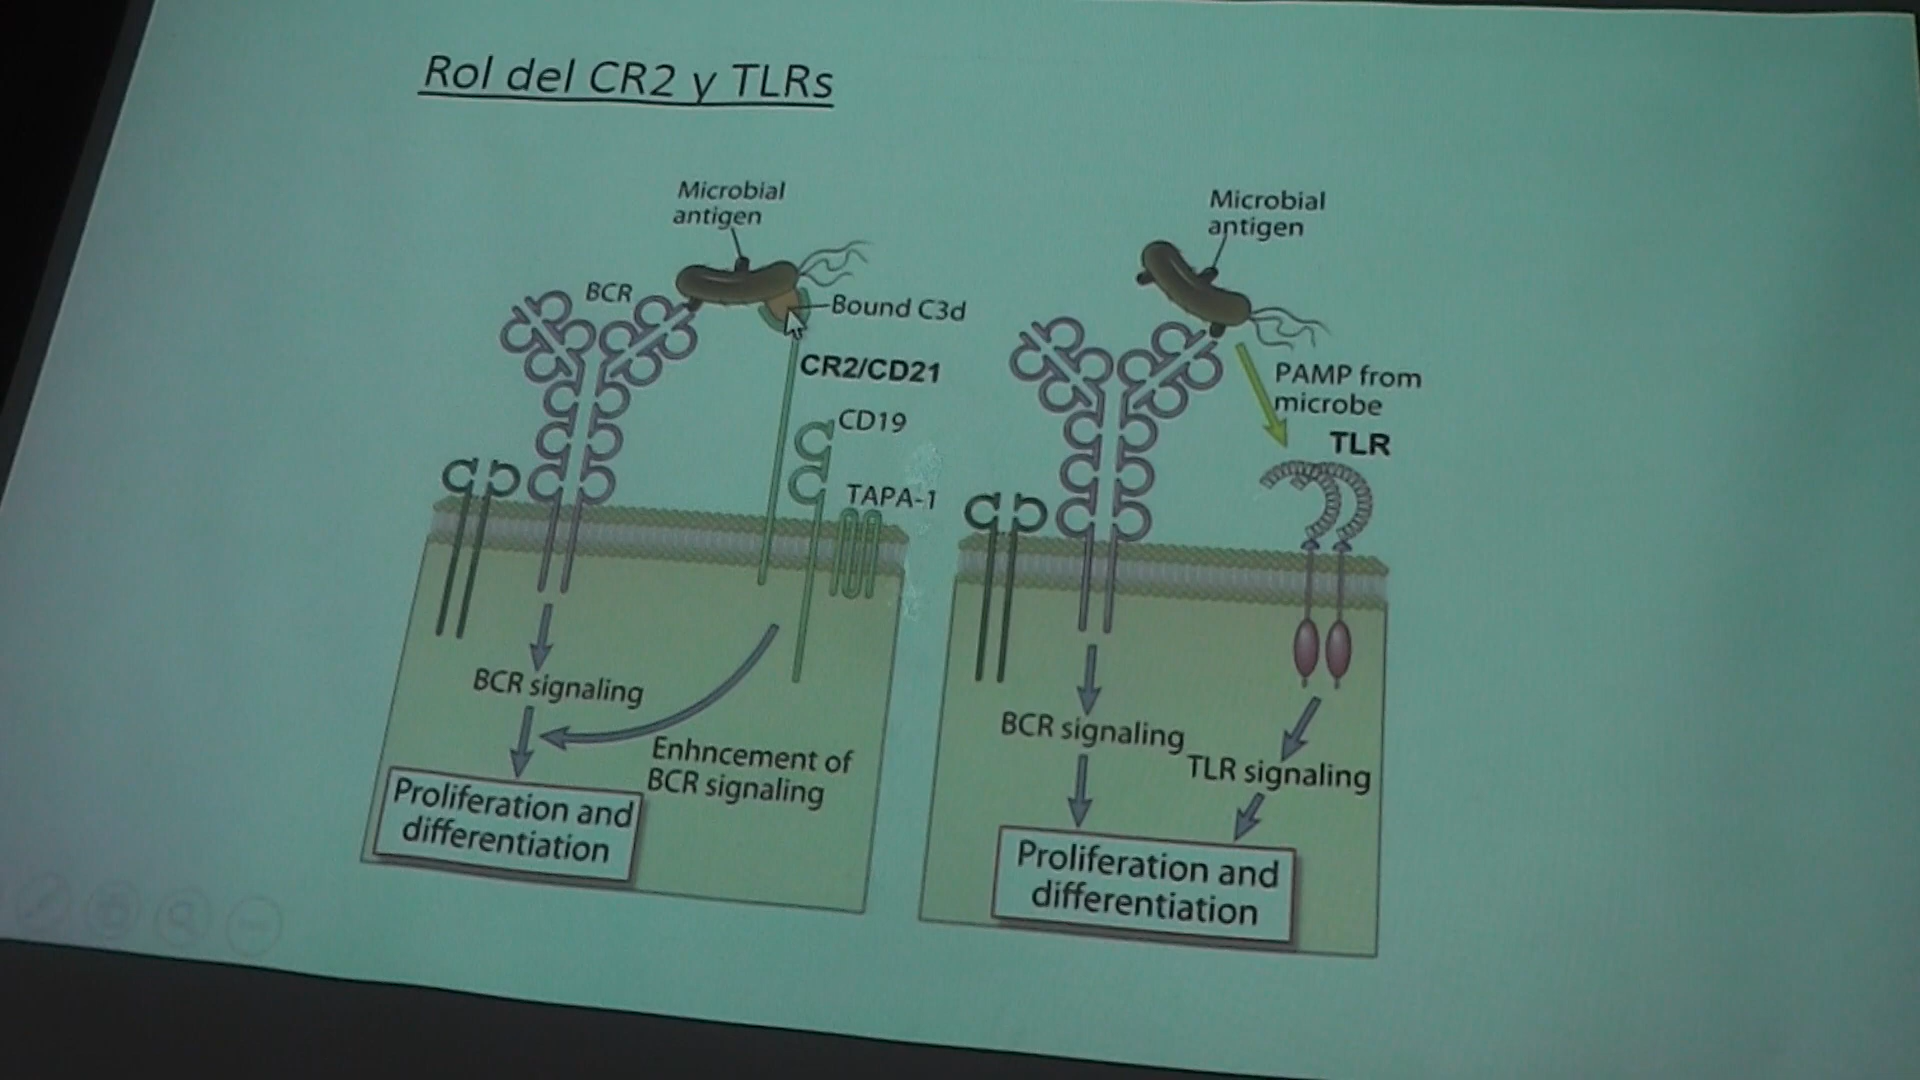 Rol del CR2 y TLRs
Microbial
antigen
BCR
Bound C3d
CR2/CD21
CD19
TAPA-1
BCR signaling
Enhncement of
BCR signaling
Proliferation and
differentiation
Microbial
antigen
PAMP from
microbe
TLR
BCR signaling
TLR signaling
Proliferation and
differentiation